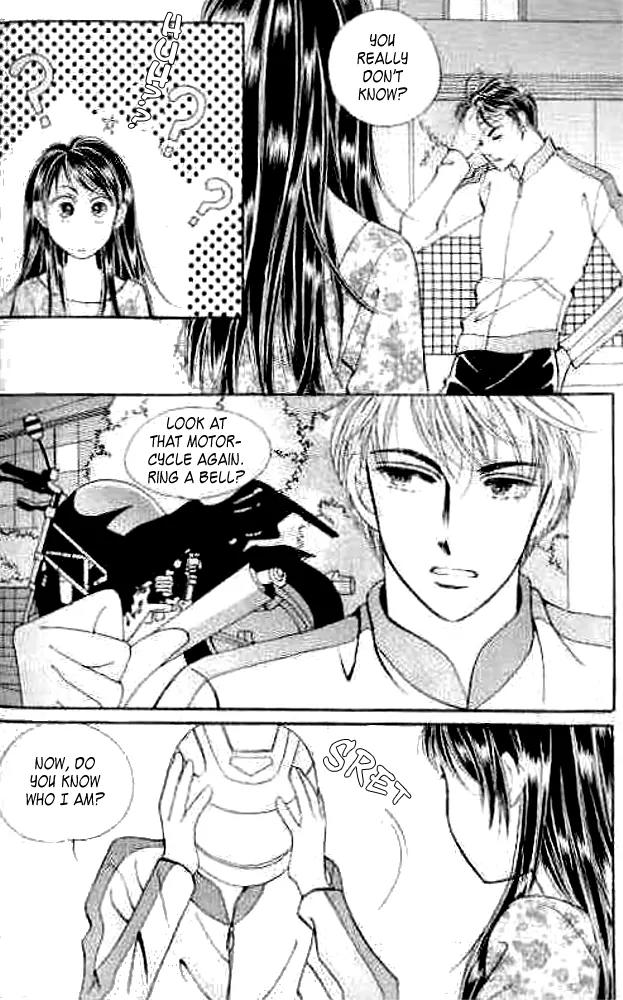 HUH...?
?
?
?
YOU
REALLY
DON'T
KNOW?
LOOK AT
THAT MOTOR-
CYCLE AGAIN.
RING A BELL?
NOW, DO
YOU KNOW
WHO I AM?
SRET